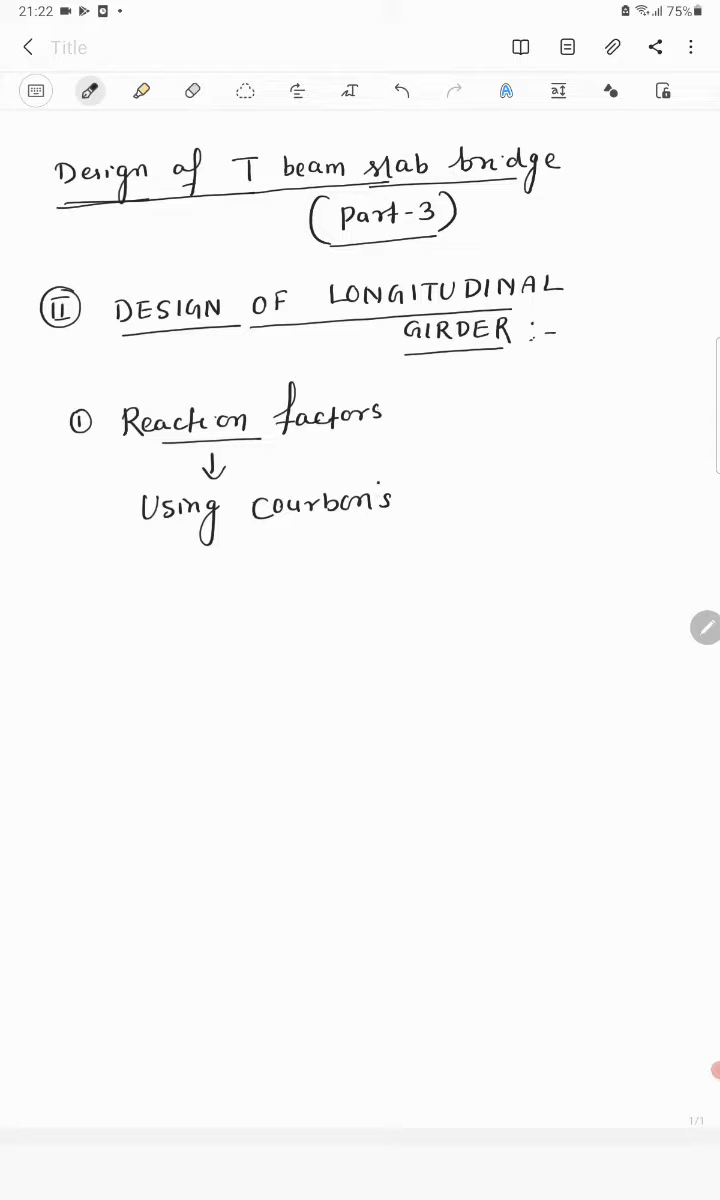 21:22
75%
Title
Design of T beam slab bridge
(Part-3)
II DESIGN OF LONGITUDINAL
GIRDER :-
① Reaction factors
↓
Using Courbon's
1/1